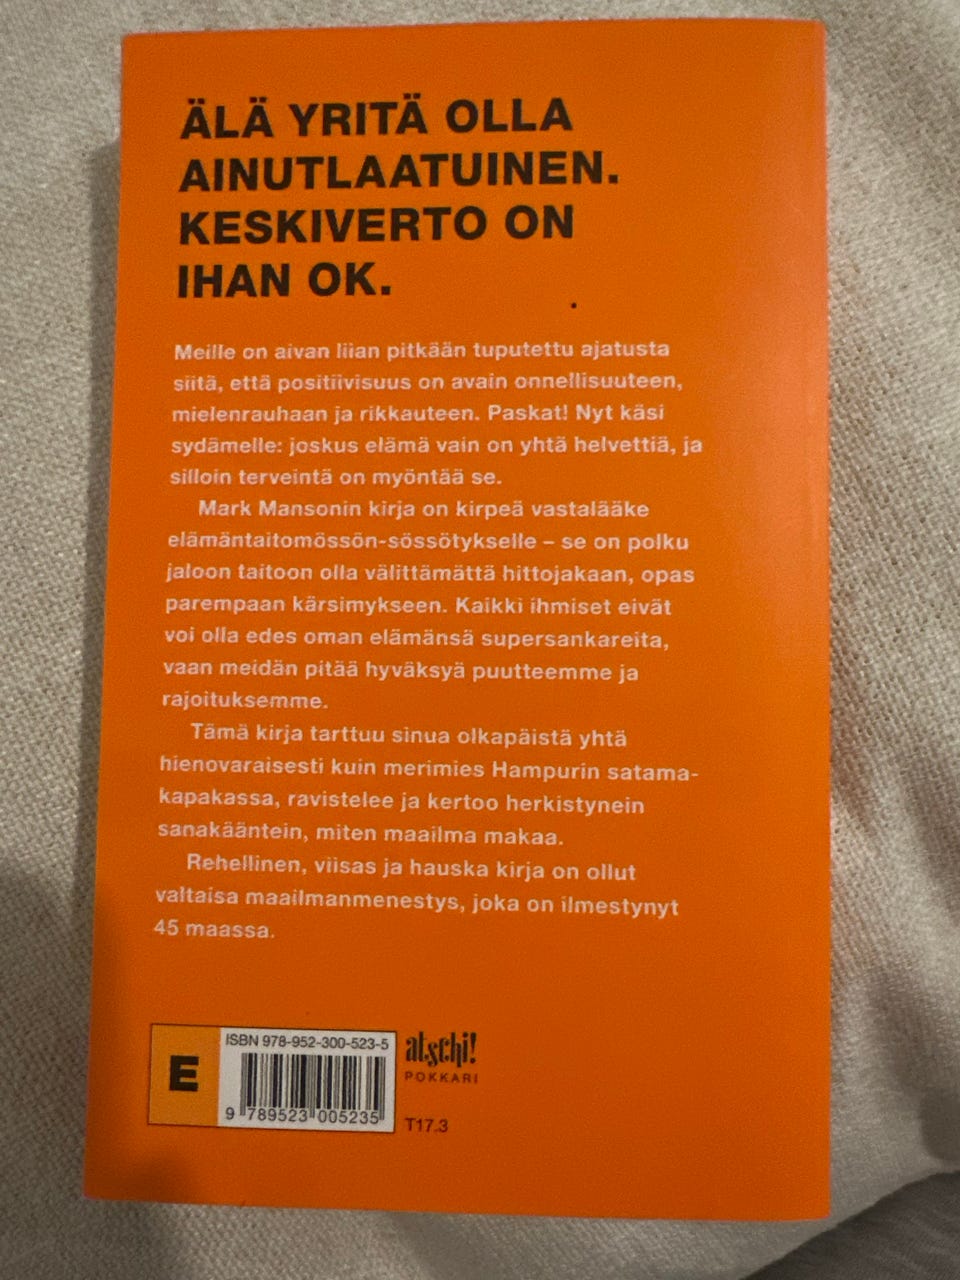 ÄLÄ YRITÄ OLLA
AINUTLAATUINEN.
KESKIVERTO ON
IHAN OK.
Meille on aivan liian pitkään tuputettu ajatusta
siitä, että positiivisuus on avain onnellisuuteen,
mielenrauhaan ja rikkauteen. Paskat! Nyt käsi
sydämelle: joskus elämä vain on yhtä helvettiä, ja
silloin terveintä on myöntää se.
Mark Mansonin kirja on kirpeä vastalääke
elämäntaitomössön-sössötykselle – se on polku
jaloon taitoon olla välittämättä hittojakaan, opas
parempaan kärsimykseen. Kaikki ihmiset eivät
voi olla edes oman elämänsä supersankareita,
vaan meidän pitää hyväksyä puutteemme ja
rajoituksemme.
Tämä kirja tarttuu sinua olkapäistä yhtä
hienovaraisesti kuin merimies Hampurin satama-
kapakassa, ravistelee ja kertoo herkistynein
sanakääntein, miten maailma makaa.
Rehellinen, viisas ja hauska kirja on ollut
valtaisa maailmanmenestys, joka on ilmestynyt
45 maassa.
E
ISBN 978-952-300-523-5
9 789523 005235
atschi!
POKKARI
T17.3